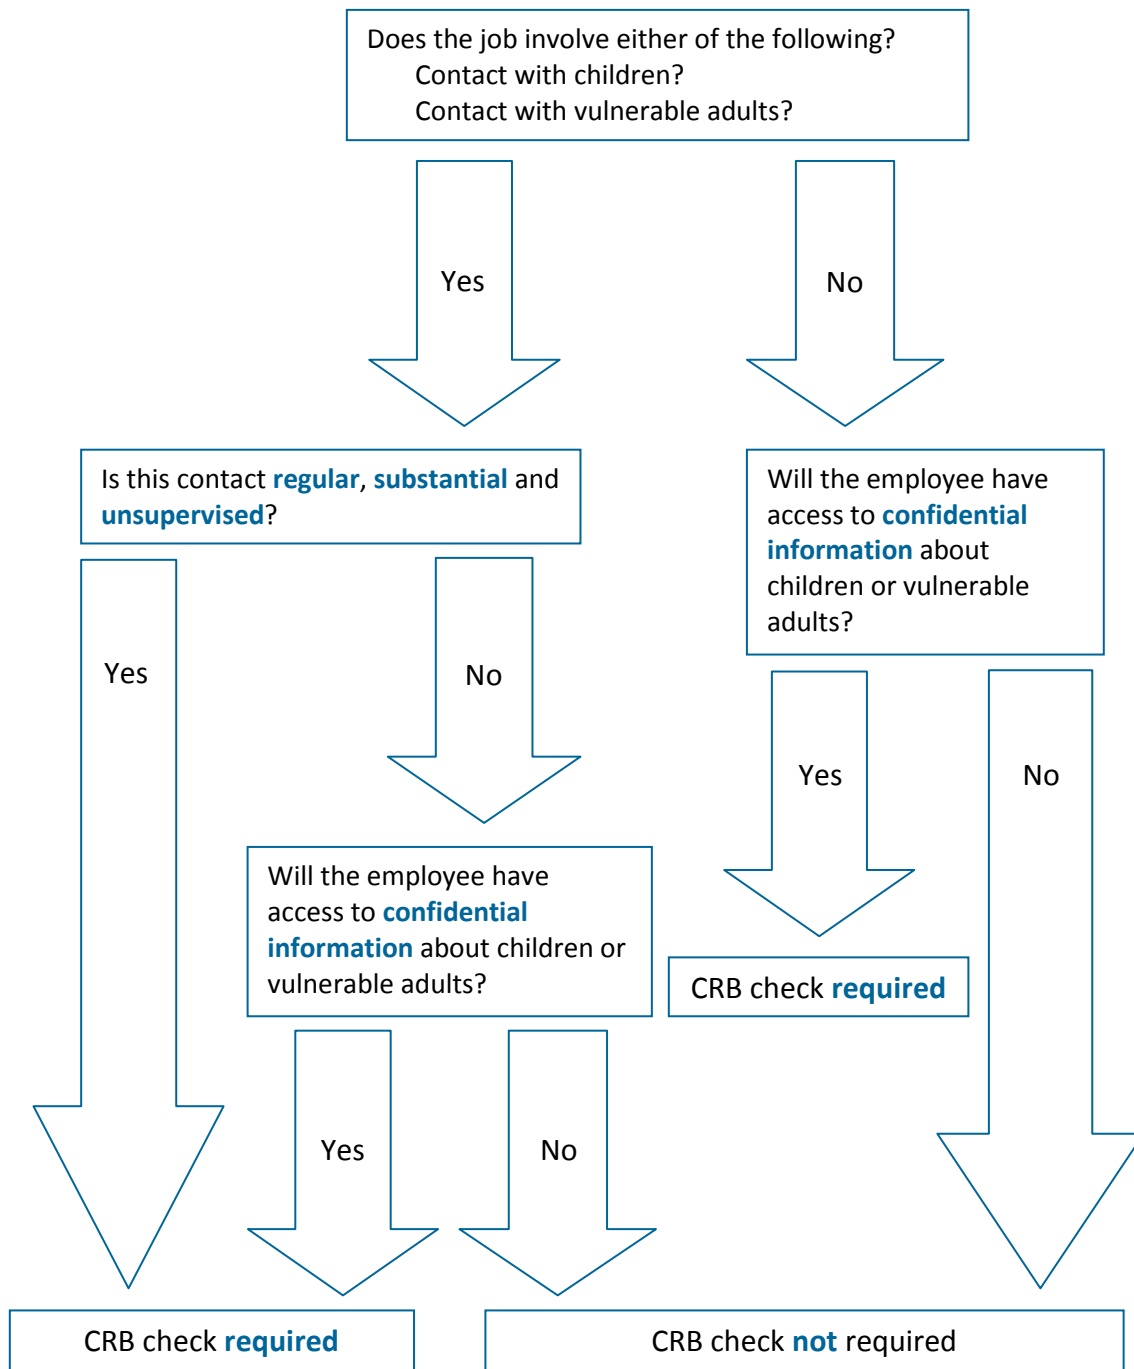 Does the job involve either of the following?
Contact with children?
Contact with vulnerable adults?
Yes
No
Is this contact regular, substantial and
unsupervised?
Will the employee have
access to confidential
information about
children or vulnerable
adults?
Yes
No
Yes
No
Will the employee have
access to confidential
information about children or
vulnerable adults?
CRB check required
Yes
No
CRB check required
CRB check not required